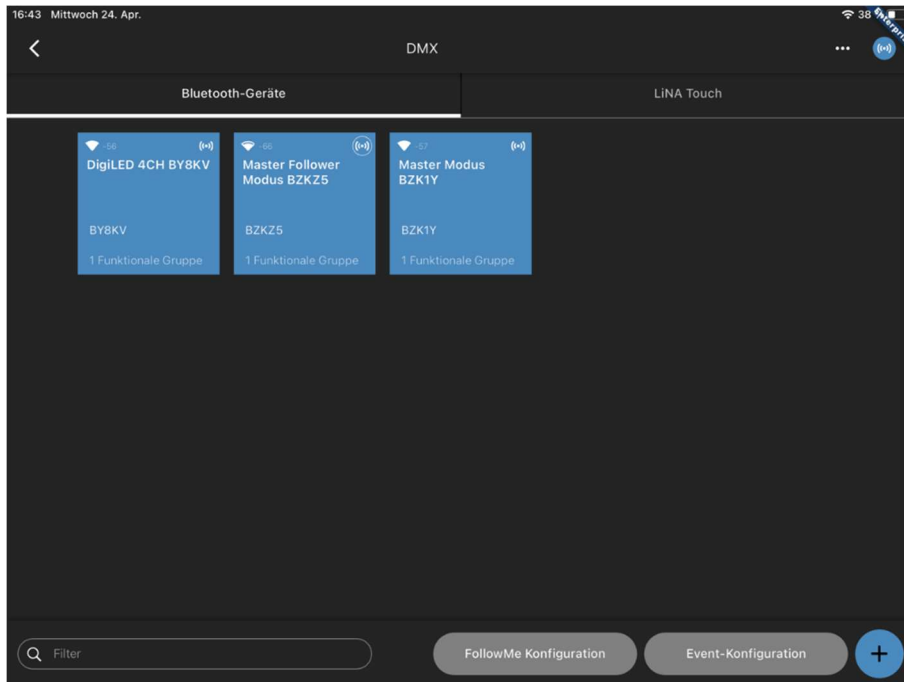 16:43 Mittwoch 24. Apr.
38
DMX
Bluetooth-Geräte
LiNA Touch
-56
DigiLED 4CH BY8KV
BY8KV
1 Funktionale Gruppe
-66
Master Follower
Modus BZKZ5
BZKZ5
1 Funktionale Gruppe
-57
Master Modus
BZK1Y
BZK1Y
1 Funktionale Gruppe
Filter
FollowMe Konfiguration
Event-Konfiguration